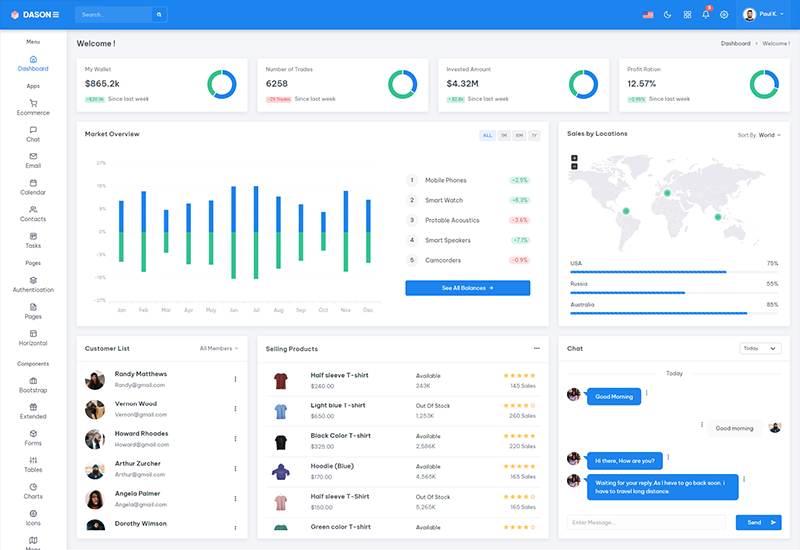 DASON
Search...
8
Paul K.
Menu
Dashboard
Apps
Ecommerce
Chat
Email
Calendar
Contacts
Tasks
Pages
Authentication
Pages
Horizontal
Components
Bootstrap
Extended
Forms
Tables
Charts
Icons
Maps
Welcome !
Dashboard > Welcome !
My Wallet
$865.2k
Since last week
Number of Trades
6258
-29 Trades Since last week
Invested Amount
$4.32M
Since last week
Profit Ration
12.57%
+2.95% Since last week
Market Overview
ALL 1M 6M 1Y
Jan Feb Mar Apr May Jun Jul Aug Sep Oct Nov Dec
1 Mobile Phones +2.5%
2 Smart Watch +8.3%
3 Protable Acoustics -3.6%
4 Smart Speakers +7.1%
5 Camcorders -0.9%
See All Balances →
Sales by Locations
Sort By: World
+
−
USA 75%
Russia 55%
Australia 85%
Customer List
All Members
Randy Matthews
Randy@gmail.com
Vernon Wood
Vernon@gmail.com
Howard Rhoades
Howard@gmail.com
Arthur Zurcher
Arthur@gmail.com
Angela Palmer
Angela@gmail.com
Dorothy Wimson
Selling Products
Half sleeve T-shirt Available
$240.00 243K 145 Sales
Light blue T-shirt Out Of Stock
$650.00 1,253K 260 Sales
Black Color T-shirt Available
$325.00 2,586K 220 Sales
Hoodie (Blue) Available
$170.00 4,565K 165 Sales
Half sleeve T-Shirt Out Of Stock
$150.00 5,265K 165 Sales
Green color T-shirt Available
Chat
Today
Today
Good Morning
Good morning
Hi there, How are you?
Waiting for your reply.As I heve to go back soon. i
have to travel long distance.
Enter Message...
Send